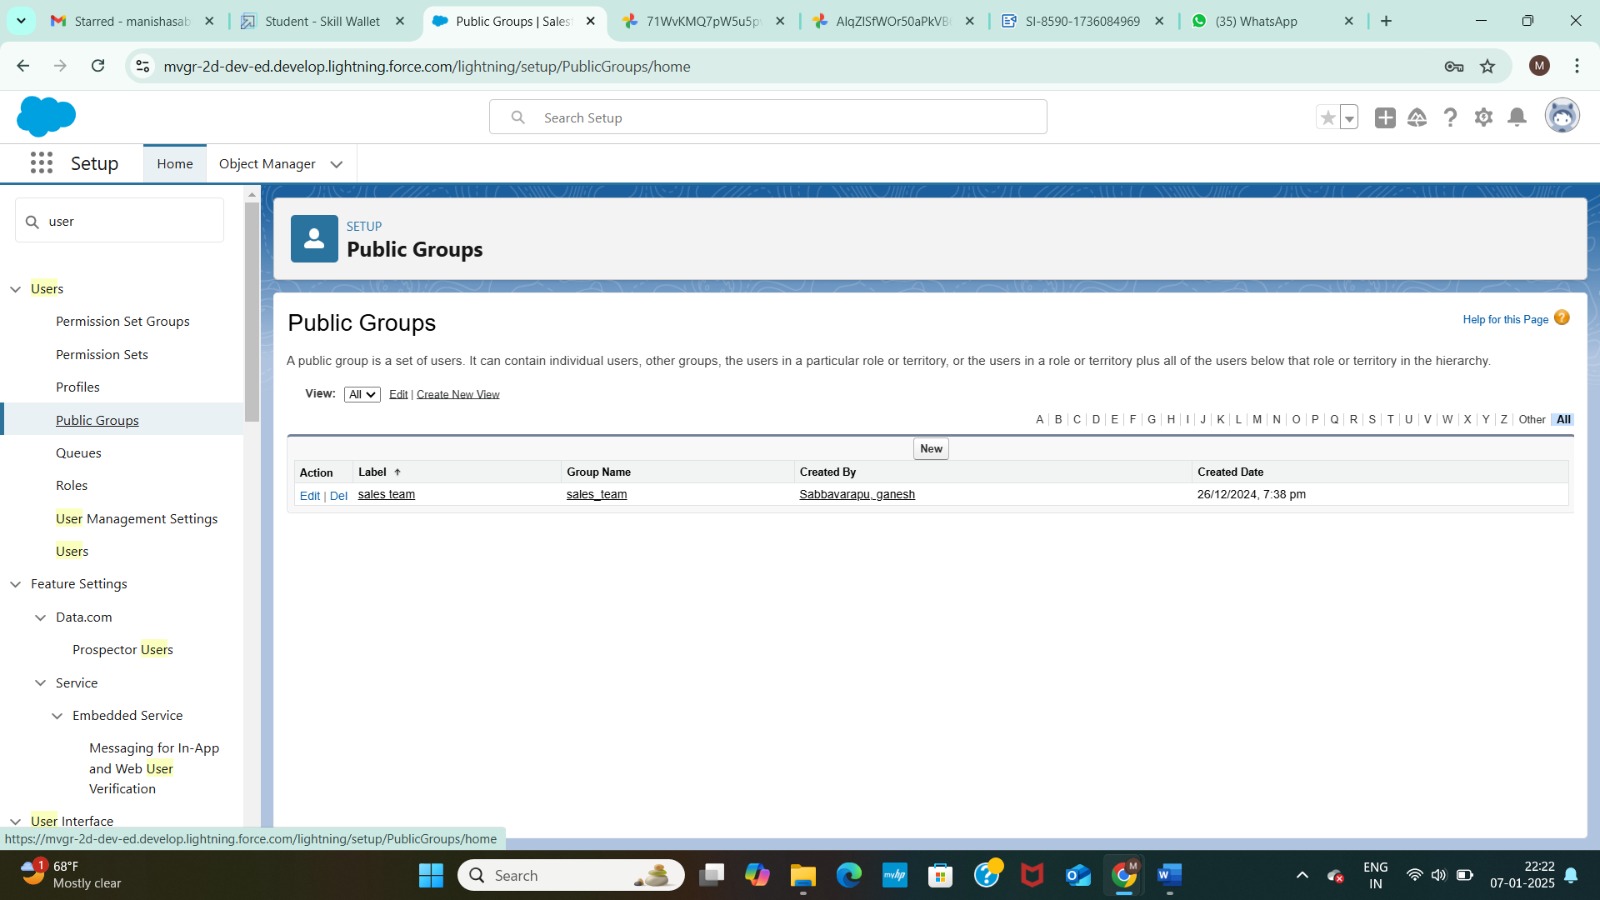 Starred - manishasab
Student - Skill Wallet
Public Groups | Sales
71WvKMQ7pW5u5p
SI-8590-1736084969
(35) WhatsApp
mvgr-2d-dev-ed.develop.lightning.force.com/lightning/setup/PublicGroups/home
M
Search Setup
Setup
Home
Object Manager
user
Users
Permission Set Groups
Permission Sets
Profiles
Public Groups
Queues
Roles
User Management Settings
Users
Feature Settings
Data.com
Prospector Users
Service
Embedded Service
Messaging for In-App
and Web User
Verification
User Interface
SETUP
Public Groups
Public Groups
Help for this Page ?
A public group is a set of users. It can contain individual users, other groups, the users in a particular role or territory, or the users in a role or territory plus all of the users below that role or territory in the hierarchy.
View: All Edit | Create New View
A | B | C | D | E | F | G | H | I | J | K | L | M | N | O | P | Q | R | S | T | U | V | W | X | Y | Z | Other | All
New
Action Label Group Name Created By Created Date
Edit | Del sales team sales_team Sabbavarapu, ganesh 26/12/2024, 7:38 pm
https://mvgr-2d-dev-ed.develop.lightning.force.com/lightning/setup/PublicGroups/home
1
68°F
Mostly clear
Search
myhp
M
ENG
IN
22:22
07-01-2025